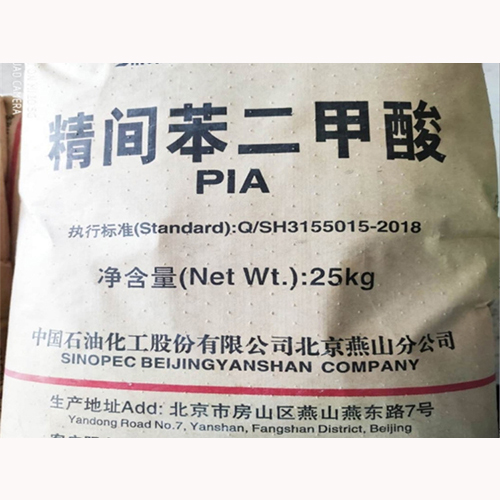 精间苯二甲酸
PIA
执行标准(Standard):Q/SH3155015-2018
净含量(Net Wt.):25kg
中国石油化工股份有限公司北京燕山分公司
SINOPEC BEIJINGYANSHAN COMPANY
生产地址Add: 北京市房山区燕山燕东路7号
Yandong Road No.7, Yanshan, Fangshan District, Beijing